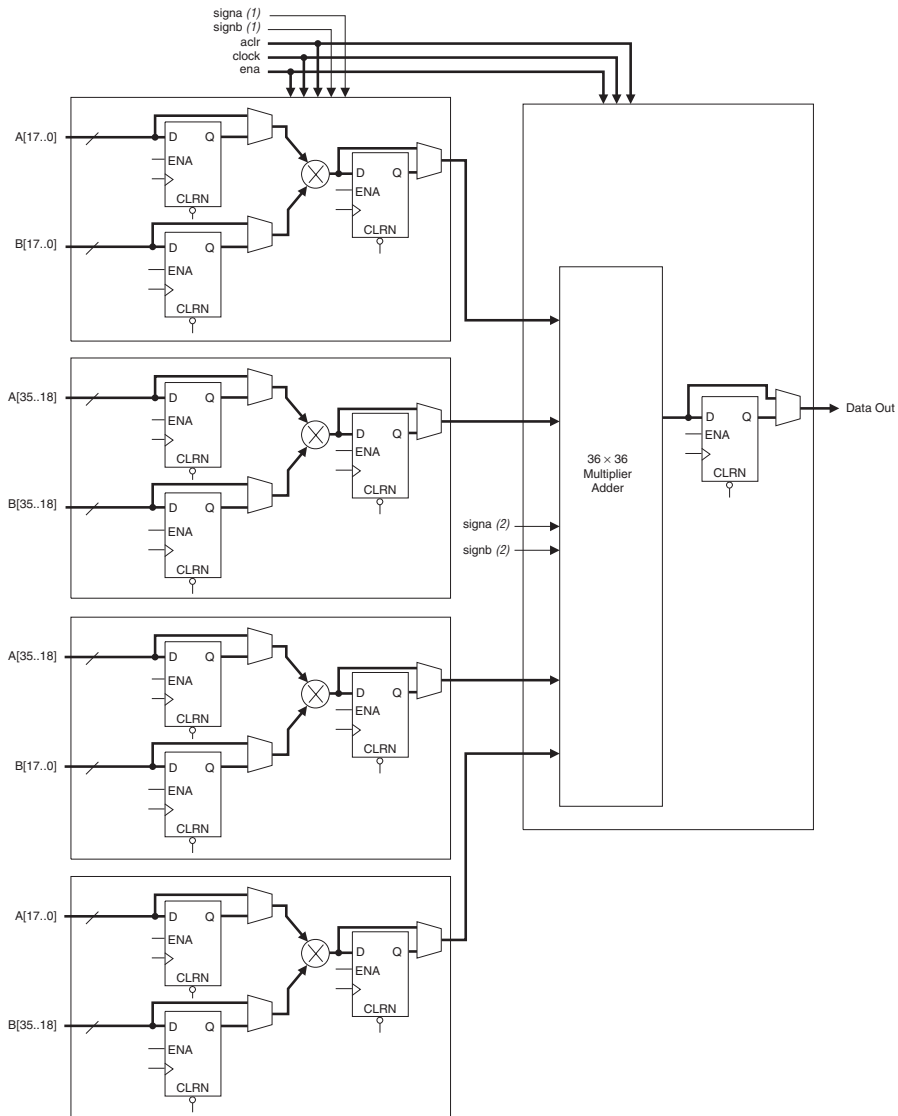 signa (1)
signb (1)
aclr
clock
ena
A[17..0]
D Q
ENA
CLRN
B[17..0]
D Q
ENA
CLRN
D Q
ENA
CLRN
A[35..18]
D Q
ENA
CLRN
B[35..18]
D Q
ENA
CLRN
D Q
ENA
CLRN
A[35..18]
D Q
ENA
CLRN
B[17..0]
D Q
ENA
CLRN
D Q
ENA
CLRN
A[17..0]
D Q
ENA
CLRN
B[35..18]
D Q
ENA
CLRN
D Q
ENA
CLRN
36 × 36
Multiplier
Adder
signa (2)
signb (2)
D Q
ENA
CLRN
Data Out